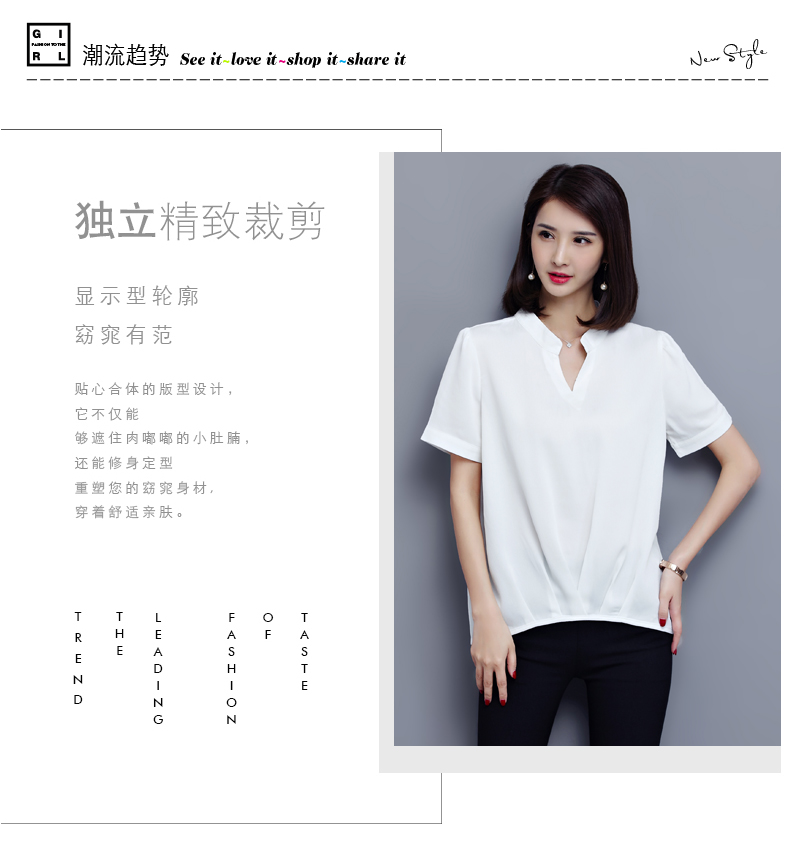 G I
FASHION TO THE
R L
潮流趋势 See it~love it~shop it~share it
New Style
独立精致裁剪
显示型轮廓
窈窕有范
贴心合体的版型设计，
它不仅能
够遮住肉嘟嘟的小肚腩，
还能修身定型
重塑您的窈窕身材，
穿着舒适亲肤。
TREND
THE
LEADING
FASHION
OF
TASTE